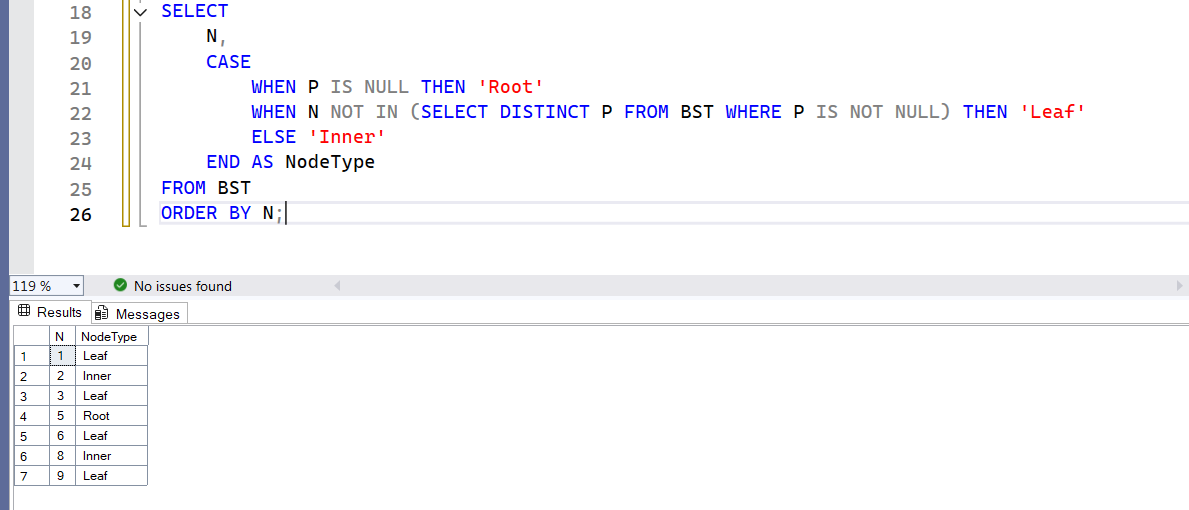 18 SELECT
19 N,
20 CASE
21 WHEN P IS NULL THEN 'Root'
22 WHEN N NOT IN (SELECT DISTINCT P FROM BST WHERE P IS NOT NULL) THEN 'Leaf'
23 ELSE 'Inner'
24 END AS NodeType
25 FROM BST
26 ORDER BY N;
119 % No issues found
Results Messages
N NodeType
1 1 Leaf
2 2 Inner
3 3 Leaf
4 5 Root
5 6 Leaf
6 8 Inner
7 9 Leaf